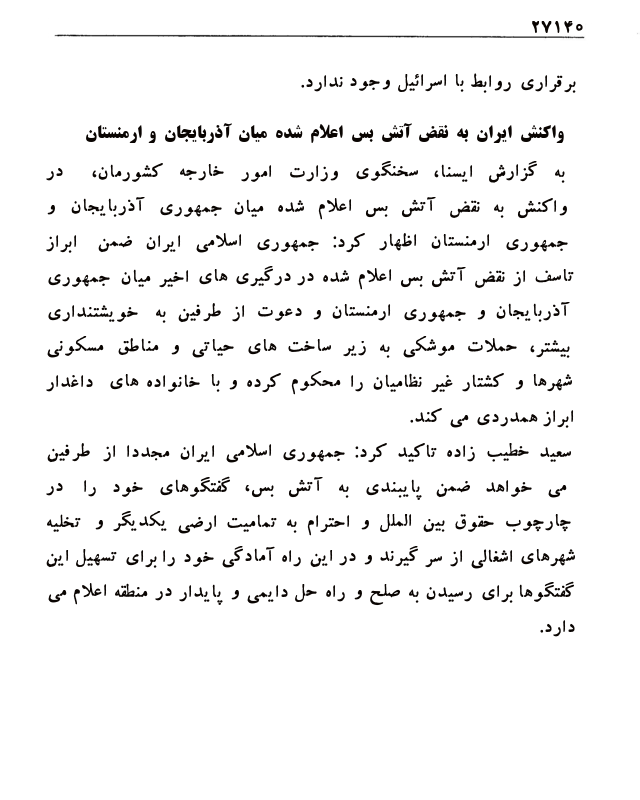 ۲۷۱۴۰
برقراری روابط با اسرائیل وجود ندارد.
واکنش ایران به نقض آتش بس اعلام شده میان آذربایجان و ارمنستان
به گزارش ایسنا، سخنگوی وزارت امور خارجه کشورمان، در
واکنش به نقض آتش بس اعلام شده میان جمهوری آذربایجان و
جمهوری ارمنستان اظهار کرد: جمهوری اسلامی ایران ضمن ابراز
تاسف از نقض آتش بس اعلام شده در درگیری های اخیر میان جمهوری
آذربایجان و جمهوری ارمنستان و دعوت از طرفین به خویشتنداری
بیشتر، حملات موشکی به زیر ساخت های حیاتی و مناطق مسکونی
شهرها و کشتار غیر نظامیان را محکوم کرده و با خانواده های داغدار
ابراز همدردی می کند.
سعید خطیب زاده تاکید کرد: جمهوری اسلامی ایران مجددا از طرفین
می خواهد ضمن پایبندی به آتش بس، گفتگوهای خود را در
چارچوب حقوق بین الملل و احترام به تمامیت ارضی یکدیگر و تخلیه
شهرهای اشغالی از سر گیرند و در این راه آمادگی خود را برای تسهیل این
گفتگوها برای رسیدن به صلح و راه حل دایمی و پایدار در منطقه اعلام می
دارد.